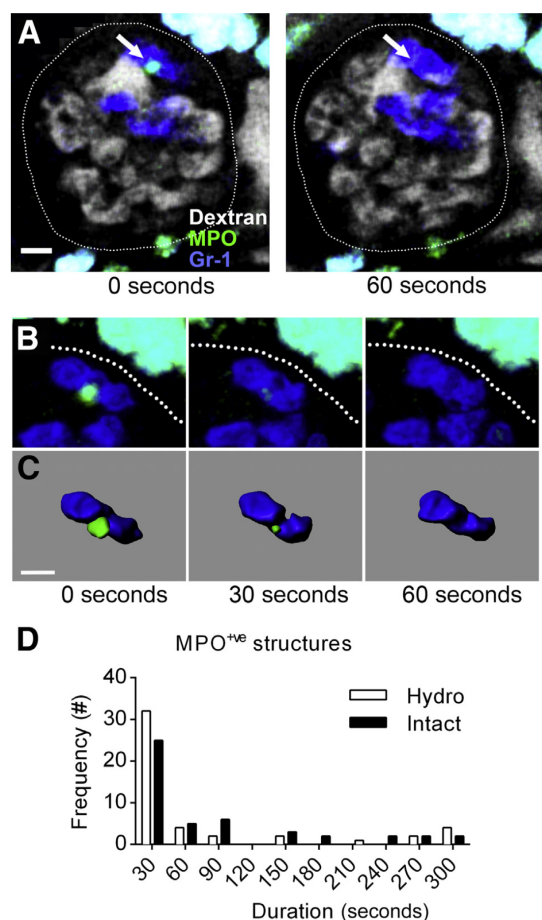 A
Dextran
MPO
Gr-1
0 seconds
60 seconds
B
C
0 seconds
30 seconds
60 seconds
D
MPO+ve structures
Hydro
Intact
Frequency (#)
40
30
20
10
0
30
60
90
120
150
180
210
240
270
300
Duration (seconds)